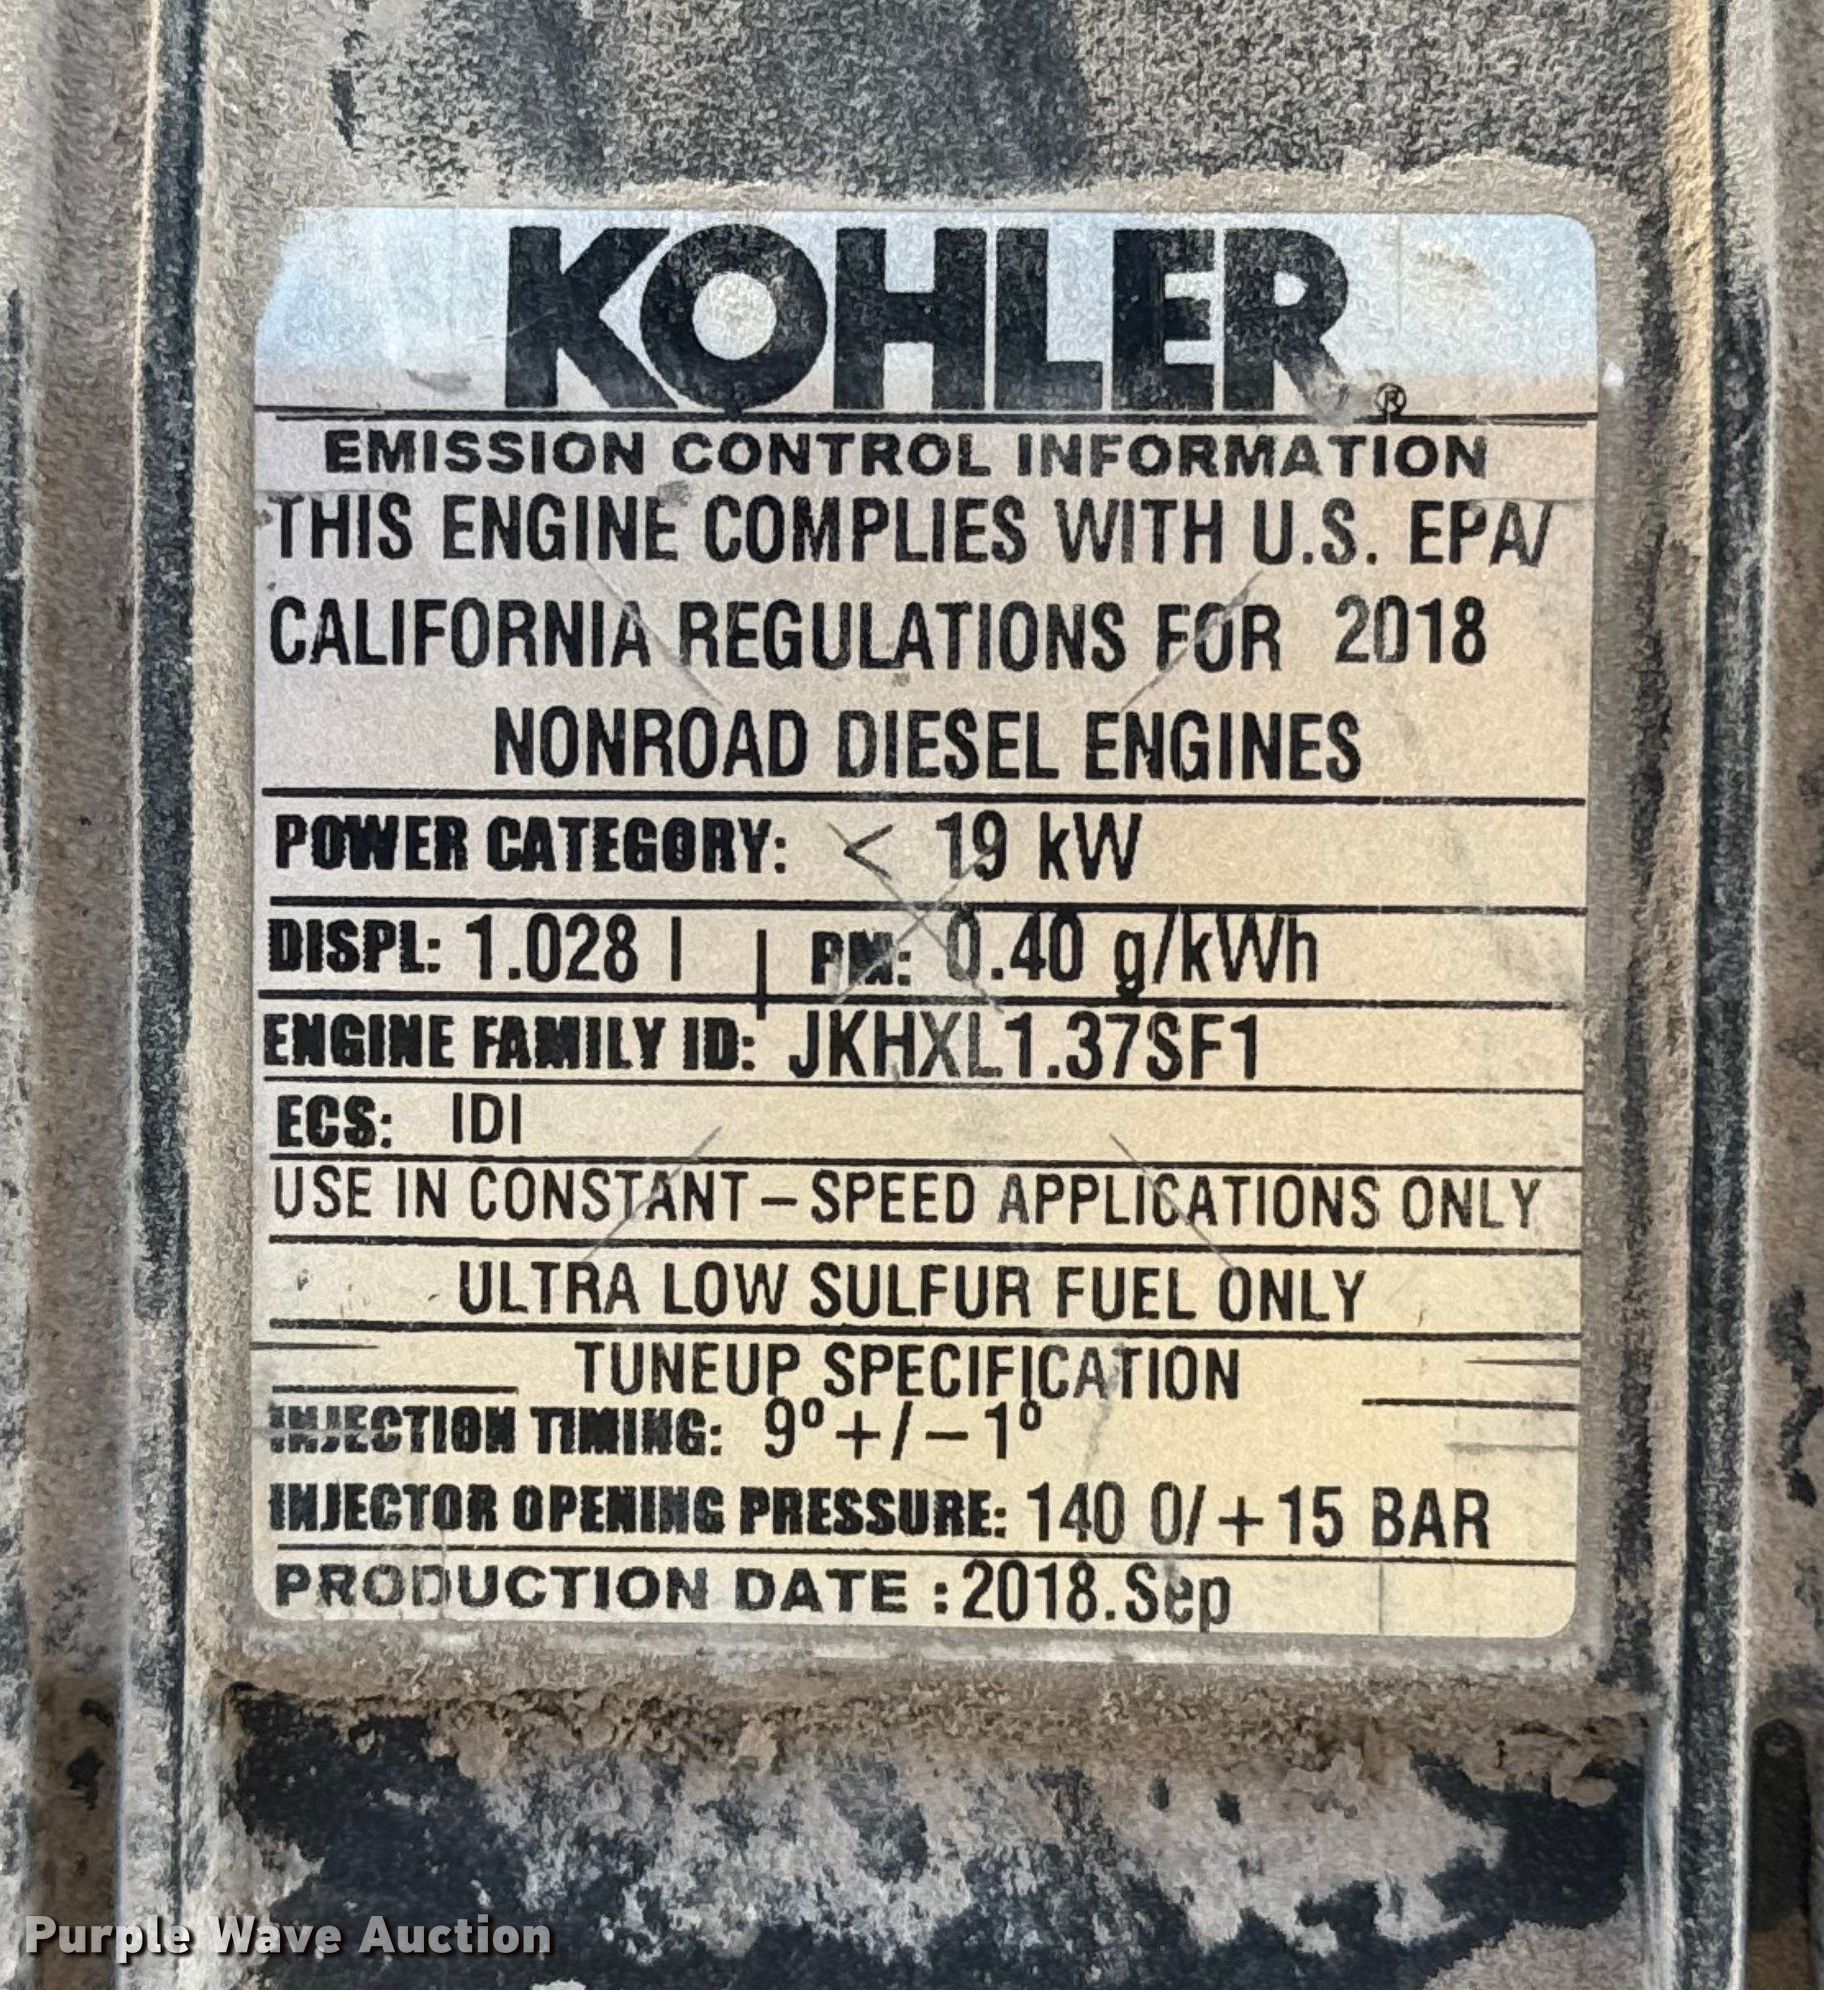 KOHLER®
EMISSION CONTROL INFORMATION
THIS ENGINE COMPLIES WITH U.S. EPA/
CALIFORNIA REGULATIONS FOR 2018
NONROAD DIESEL ENGINES
POWER CATEGORY: < 19 kW
DISPL: 1.028 l | PM: 0.40 g/kWh
ENGINE FAMILY ID: JKHXL1.37SF1
ECS: IDI
USE IN CONSTANT-SPEED APPLICATIONS ONLY
ULTRA LOW SULFUR FUEL ONLY
TUNEUP SPECIFICATION
INJECTION TIMING: 9º+/-1º
INJECTOR OPENING PRESSURE: 140 0/+15 BAR
PRODUCTION DATE :2018.Sep
Purple Wave Auction